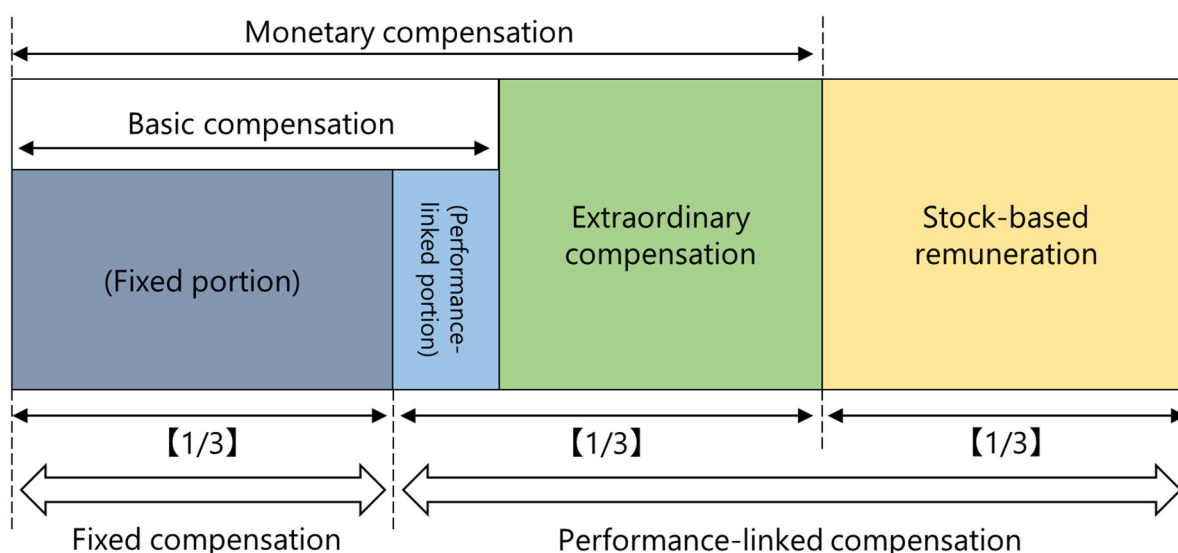 Monetary compensation
Basic compensation
(Fixed portion)
(Performance-
linked portion)
Extraordinary
compensation
Stock-based
remuneration
【1/3】
【1/3】
【1/3】
Fixed compensation
Performance-linked compensation